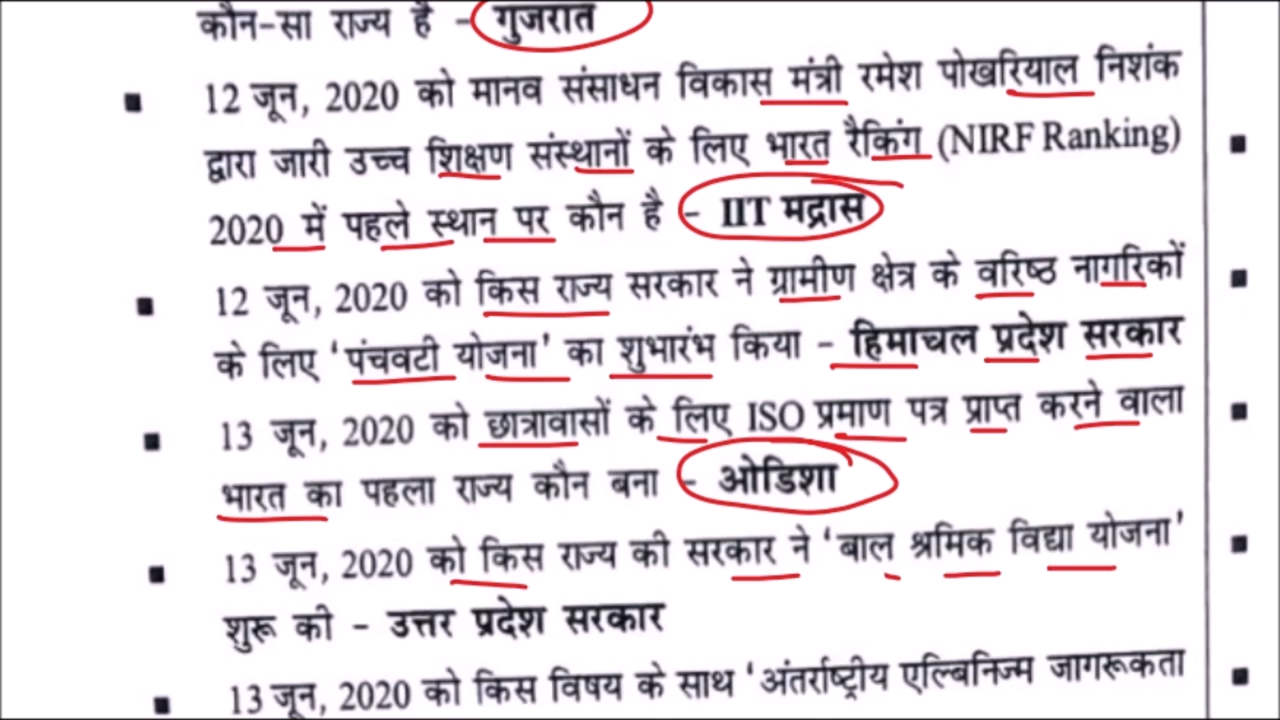 कौन-सा राज्य है - गुजरात
12 जून, 2020 को मानव संसाधन विकास मंत्री रमेश पोखरियाल निशंक
द्वारा जारी उच्च शिक्षण संस्थानों के लिए भारत रैकिंग (NIRF Ranking)
2020 में पहले स्थान पर कौन है - IIT मद्रास
12 जून, 2020 को किस राज्य सरकार ने ग्रामीण क्षेत्र के वरिष्ठ नागरिकों
के लिए ‘पंचवटी योजना’ का शुभारंभ किया - हिमाचल प्रदेश सरकार
13 जून, 2020 को छात्रावासों के लिए ISO प्रमाण पत्र प्राप्त करने वाला
भारत का पहला राज्य कौन बना - ओडिशा
13 जून, 2020 को किस राज्य की सरकार ने ‘बाल श्रमिक विद्या योजना’
शुरू की - उत्तर प्रदेश सरकार
13 जून, 2020 को किस विषय के साथ ‘अंतर्राष्ट्रीय एल्बिनिज्म जागरूकता